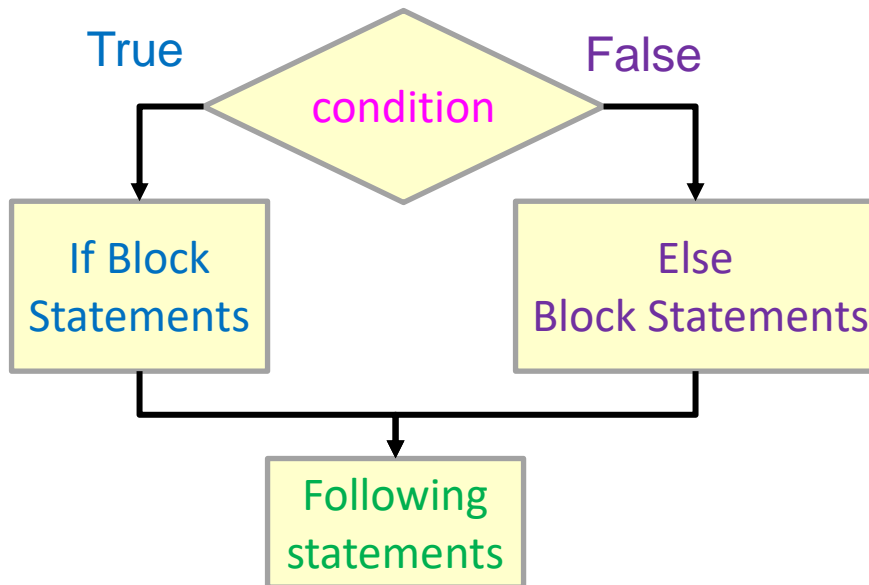 True
False
condition
If Block
Statements
Else
Block Statements
Following
statements